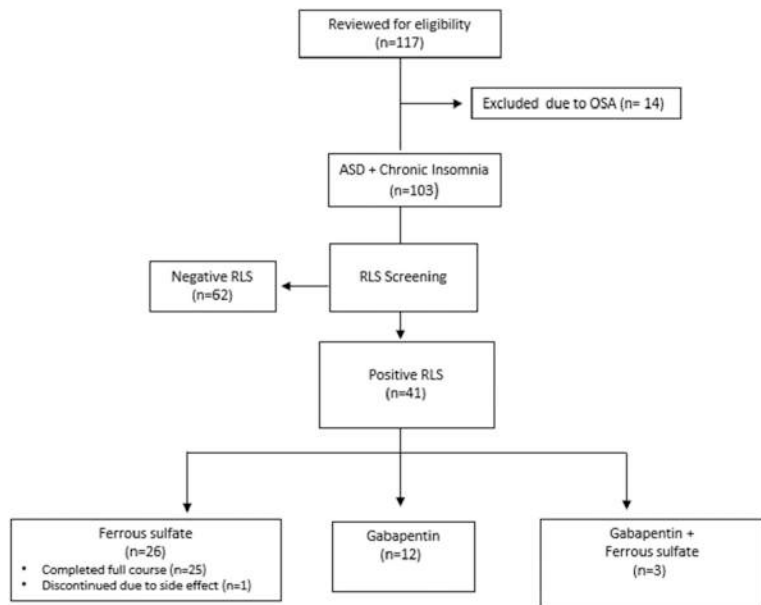 Reviewed for eligibility
(n=117)
Excluded due to OSA (n= 14)
ASD + Chronic Insomnia
(n=103)
Negative RLS
(n=62)
RLS Screening
Positive RLS
(n=41)
Ferrous sulfate
(n=26)
• Completed full course (n=25)
• Discontinued due to side effect (n=1)
Gabapentin
(n=12)
Gabapentin +
Ferrous sulfate
(n=3)